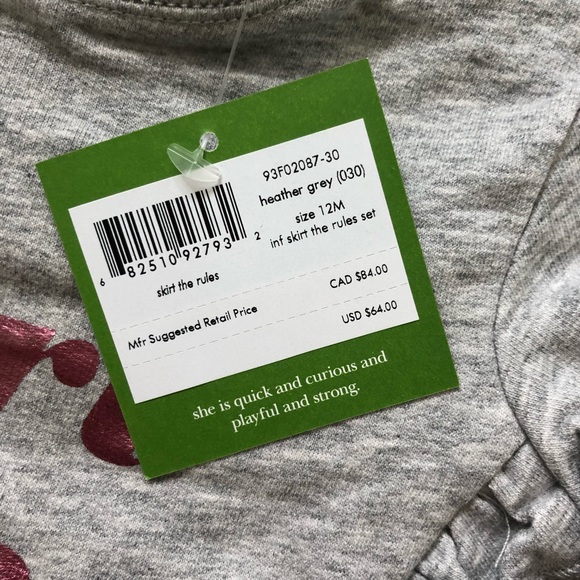 93F02087-30
heather grey (030)
size 12M
inf skirt the rules set
6 82510 92793 2
skirt the rules
Mfr Suggested Retail Price
CAD $84.00
USD $64.00
she is quick and curious and
playful and strong.